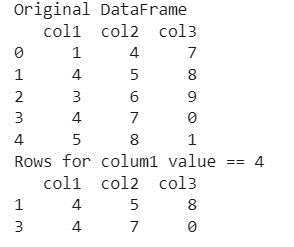 Original DataFrame
   col1  col2  col3
0     1     4     7
1     4     5     8
2     3     6     9
3     4     7     0
4     5     8     1
Rows for colum1 value == 4
   col1  col2  col3
1     4     5     8
3     4     7     0